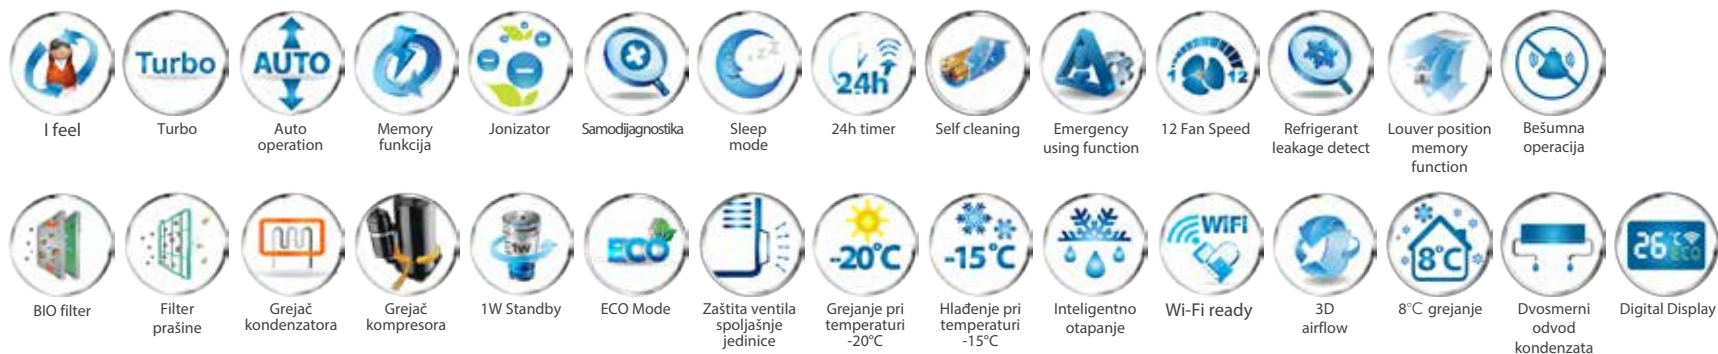 Turbo
AUTO
24h
1 12
I feel
Turbo
Auto
operation
Memory
funkcija
Jonizator
Samodijagnostika
Sleep
mode
24h timer
Self cleaning
Emergency
using function
12 Fan Speed
Refrigerant
leakage detect
Louver position
memory
function
Bešumna
operacija
1W
ECO
-20°C
-15°C
WiFi
8°C
26°C
ECO
BIO filter
Filter
prašine
Grejač
kondenzatora
Grejač
kompresora
1W Standby
ECO Mode
Zaštita ventila
spoljašnje
jedinice
Grejanje pri
temperaturi
-20°C
Hlađenje pri
temperaturi
-15°C
Inteligentno
otapanje
Wi-Fi ready
3D
airflow
8°C grejanje
Dvosmerni
odvod
kondenzata
Digital Display